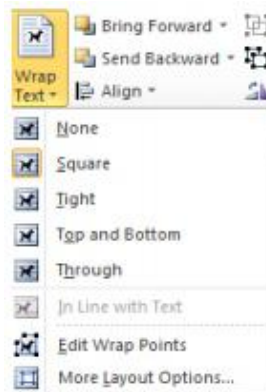 Bring Forward
Send Backward
Wrap
Text
Align
None
Square
Tight
Top and Bottom
Through
In Line with Text
Edit Wrap Points
More Layout Options...